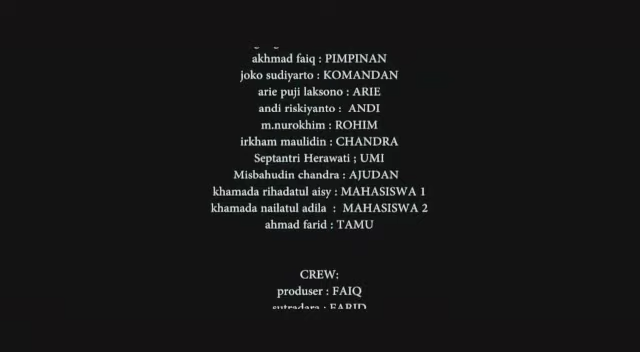 akhmad faiq : PIMPINAN
joko sudiyarto : KOMANDAN
arie puji laksono : ARIE
andi riskiyanto :  ANDI
m.nurokhim : ROHIM
irkham maulidin : CHANDRA
Septantri Herawati ; UMI
Misbahudin chandra : AJUDAN
khamada rihadatul aisy : MAHASISWA 1
khamada nailatul adila  :  MAHASISWA 2
ahmad farid : TAMU
CREW:
produser : FAIQ
sutradara : FARID